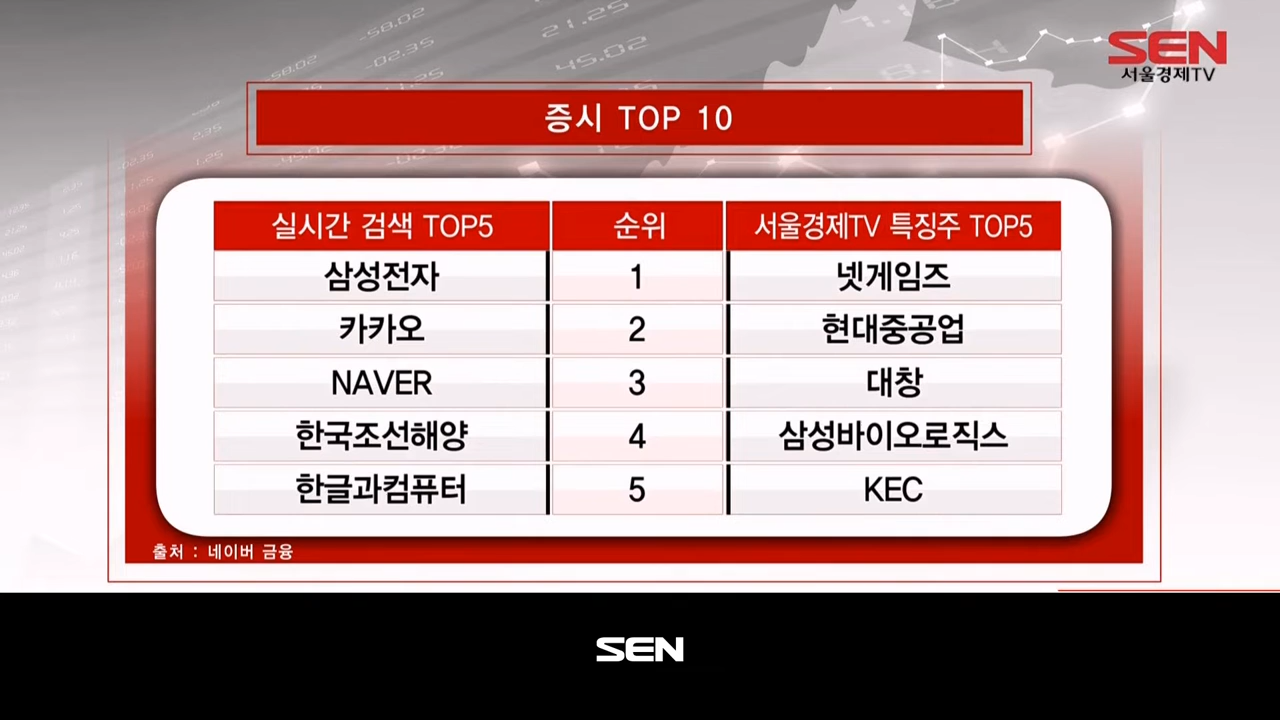 SEN
서울경제TV
증시 TOP 10
실시간 검색 TOP5 순위 서울경제TV 특징주 TOP5
삼성전자 1 넷게임즈
카카오 2 현대중공업
NAVER 3 대창
한국조선해양 4 삼성바이오로직스
한글과컴퓨터 5 KEC
출처 : 네이버 금융
SEN